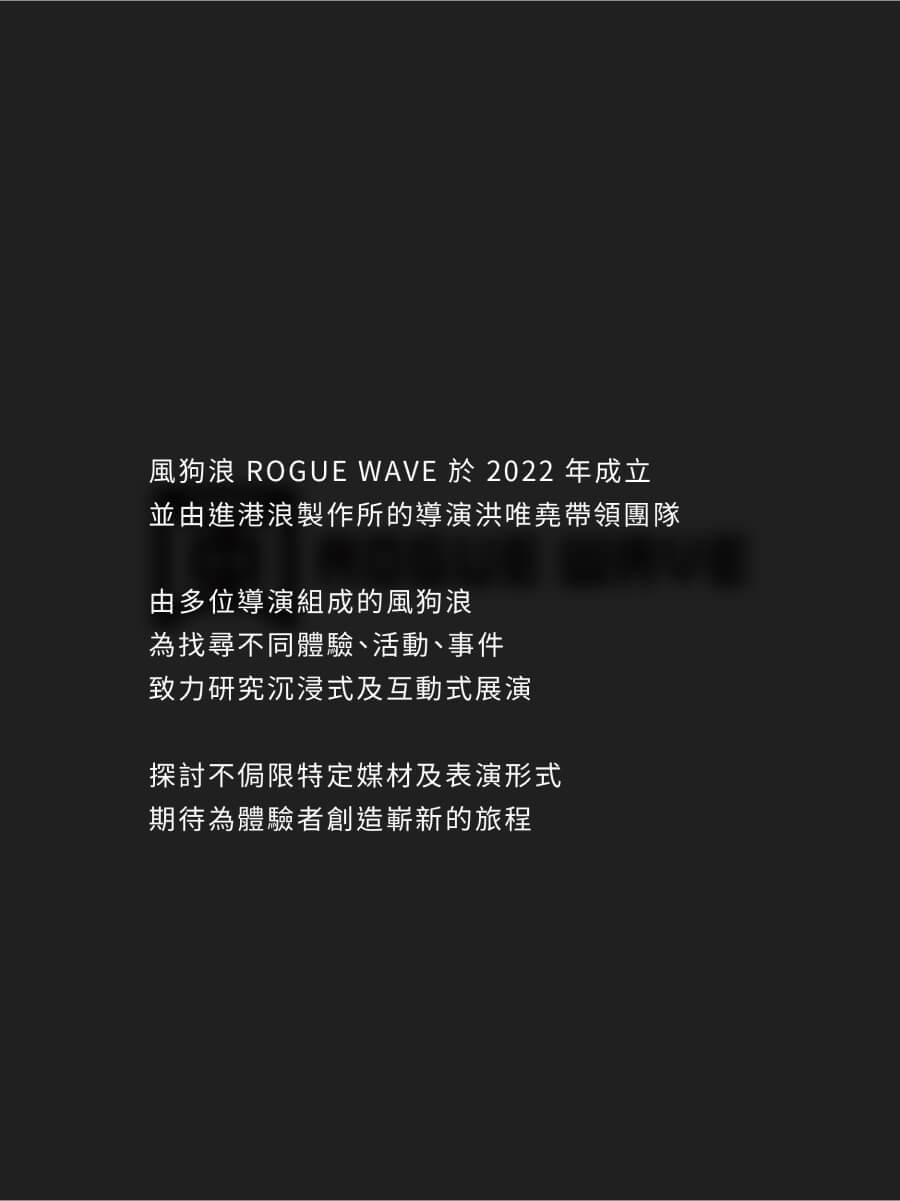 風狗浪 ROGUE WAVE 於 2022 年成立
並由進港浪製作所的導演洪唯堯帶領團隊
由多位導演組成的風狗浪
為找尋不同體驗、活動、事件
致力研究沉浸式及互動式展演
探討不侷限特定媒材及表演形式
期待為體驗者創造嶄新的旅程